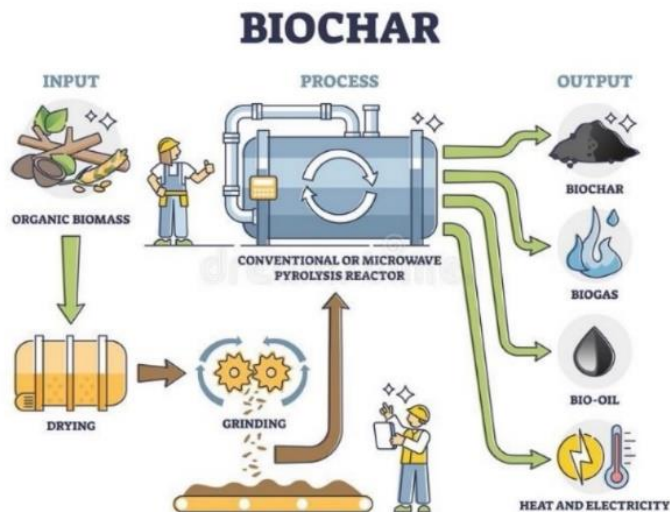 BIOCHAR
INPUT
PROCESS
OUTPUT
ORGANIC BIOMASS
CONVENTIONAL OR MICROWAVE
PYROLYSIS REACTOR
BIOCHAR
BIOGAS
DRYING
GRINDING
BIO-OIL
HEAT AND ELECTRICITY